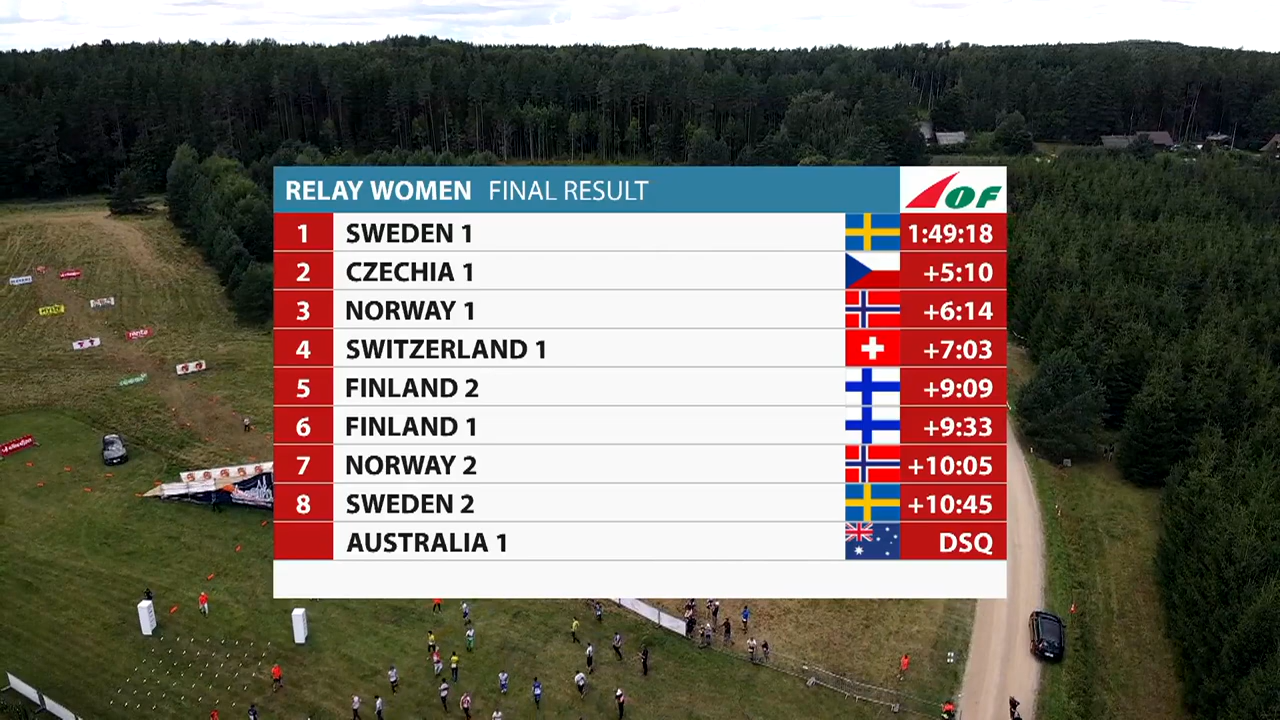 RELAY WOMEN FINAL RESULT IOF
1 SWEDEN 1 1:49:18
2 CZECHIA 1 +5:10
3 NORWAY 1 +6:14
4 SWITZERLAND 1 +7:03
5 FINLAND 2 +9:09
6 FINLAND 1 +9:33
7 NORWAY 2 +10:05
8 SWEDEN 2 +10:45
AUSTRALIA 1 DSQ